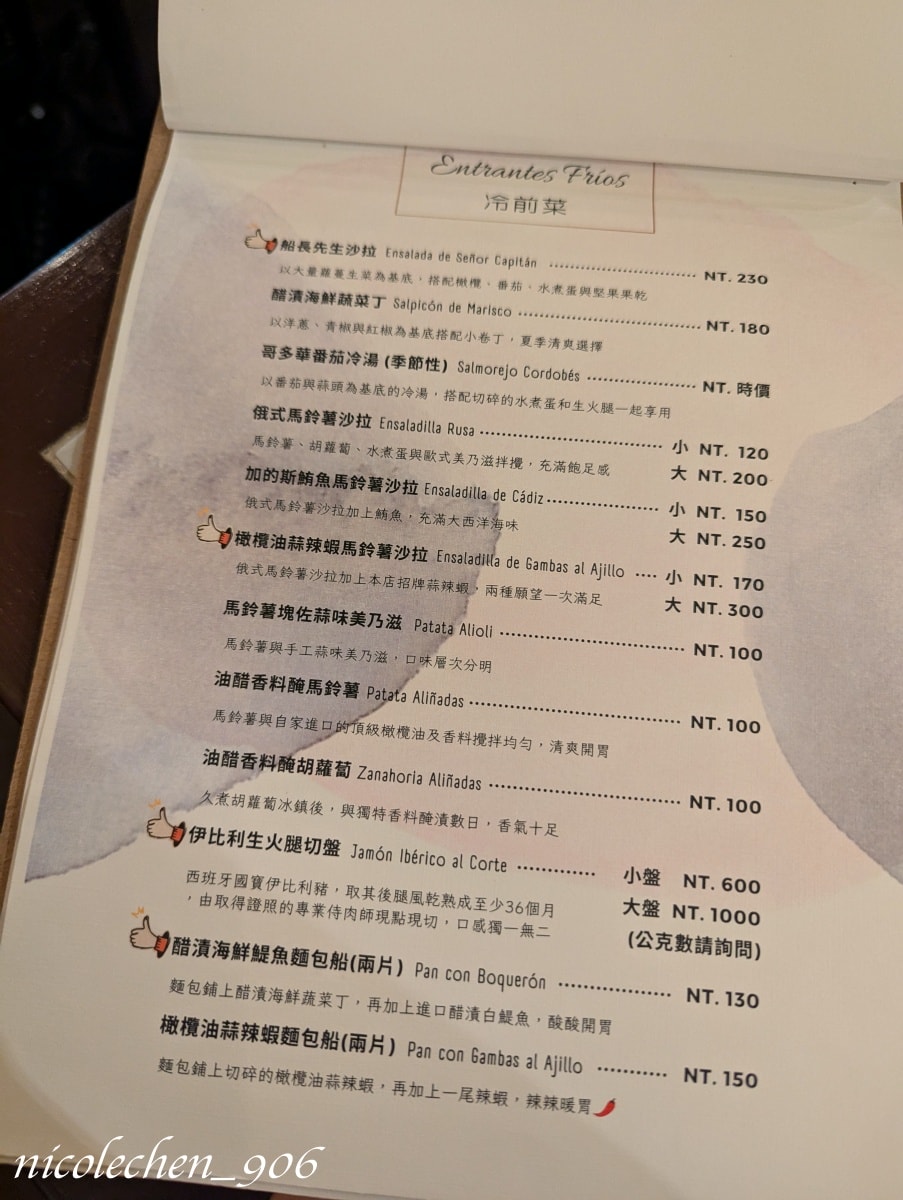 Entrantes Fríos
冷前菜
船長先生沙拉 Ensalada de Señor Capitán NT. 230
以大量蘿蔓生菜為基底，搭配橄欖、番茄、水煮蛋與堅果果乾
醋漬海鮮蔬菜丁 Salpicón de Marisco NT. 180
以洋蔥、青椒與紅椒為基底搭配小卷丁，夏季清爽選擇
哥多華番茄冷湯 (季節性) Salmorejo Cordobés NT. 時價
以番茄與蒜頭為基底的冷湯，搭配切碎的水煮蛋和生火腿一起享用
俄式馬鈴薯沙拉 Ensaladilla Rusa 小 NT. 120
馬鈴薯、胡蘿蔔、水煮蛋與歐式美乃滋拌攪，充滿飽足感 大 NT. 200
加的斯鮪魚馬鈴薯沙拉 Ensaladilla de Cádiz 小 NT. 150
俄式馬鈴薯沙拉加上鮪魚，充滿大西洋海味 大 NT. 250
橄欖油蒜辣蝦馬鈴薯沙拉 Ensaladilla de Gambas al Ajillo 小 NT. 170
俄式馬鈴薯沙拉加上本店招牌蒜辣蝦，兩種願望一次滿足 大 NT. 300
馬鈴薯塊佐蒜味美乃滋 Patata Alioli NT. 100
馬鈴薯與手工蒜味美乃滋，口味層次分明
油醋香料醃馬鈴薯 Patata Aliñadas NT. 100
馬鈴薯與自家進口的頂級橄欖油及香料攪拌均勻，清爽開胃
油醋香料醃胡蘿蔔 Zanahoria Aliñadas NT. 100
久煮胡蘿蔔冰鎮後，與獨特香料醃漬數日，香氣十足
伊比利生火腿切盤 Jamón Ibérico al Corte 小盤 NT. 600
西班牙國寶伊比利豬，取其後腿風乾熟成至少36個月 大盤 NT. 1000
，由取得證照的專業侍肉師現點現切，口感獨一無二 (公克數請詢問)
醋漬海鮮鯷魚麵包船(兩片) Pan con Boquerón NT. 130
麵包鋪上醋漬海鮮蔬菜丁，再加上進口醋漬白鯷魚，酸酸開胃
橄欖油蒜辣蝦麵包船(兩片) Pan con Gambas al Ajillo NT. 150
麵包鋪上切碎的橄欖油蒜辣蝦，再加上一尾辣蝦，辣辣暖胃
nicolechen_906